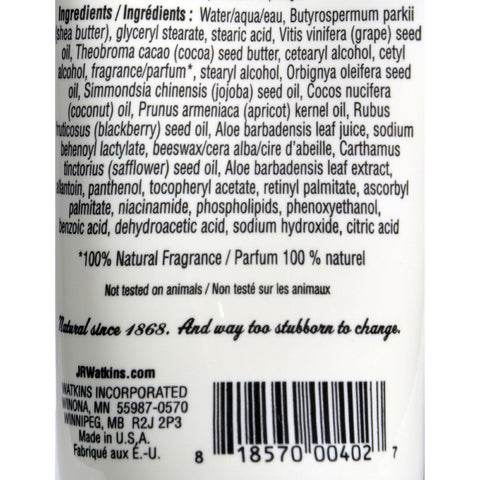 Ingredients / Ingrédients: Water/aqua/eau, Butyrospermum parkii
(shea butter), glyceryl stearate, stearic acid, Vitis vinifera (grape) seed
oil, Theobroma cacao (cocoa) seed butter, cetearyl alcohol, cetyl
alcohol, fragrance/parfum*, stearyl alcohol, Orbignya oleifera seed
oil, Simmondsia chinensis (jojoba) seed oil, Cocos nucifera
(coconut) oil, Prunus armeniaca (apricot) kernel oil, Rubus
fruticosus (blackberry) seed oil, Aloe barbadensis leaf juice, sodium
behenoyl lactylate, beeswax/cera alba/cire d'abeille, Carthamus
tinctorius (safflower) seed oil, Aloe barbadensis leaf extract,
allantoin, panthenol, tocopheryl acetate, retinyl palmitate, ascorbyl
palmitate, niacinamide, phospholipids, phenoxyethanol,
benzoic acid, dehydroacetic acid, sodium hydroxide, citric acid
*100% Natural Fragrance / Parfum 100 % naturel
Not tested on animals / Non testé sur les animaux
Natural since 1868. And way too stubborn to change.
JRWatkins.com
WATKINS INCORPORATED
WINONA, MN 55987-0570
WINNIPEG, MB R2J 2P3
Made in U.S.A.
Fabriqué aux É.-U.
8 18570 00402 7